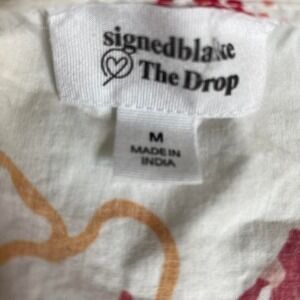 signedblake
The Drop
M
MADE IN
INDIA